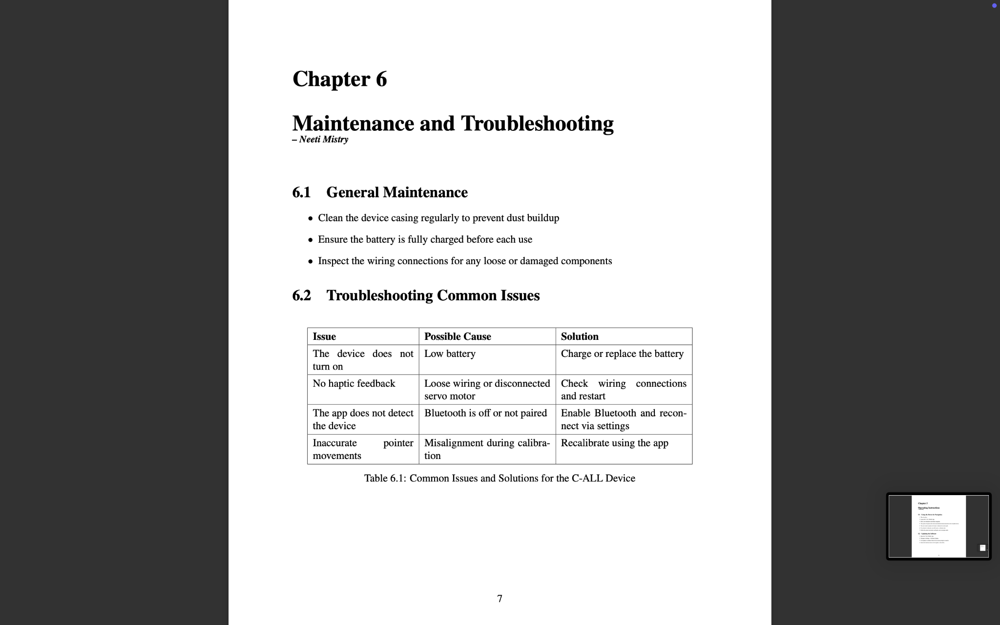 Chapter 6
Maintenance and Troubleshooting
– Neeti Mistry
6.1 General Maintenance
• Clean the device casing regularly to prevent dust buildup
• Ensure the battery is fully charged before each use
• Inspect the wiring connections for any loose or damaged components
6.2 Troubleshooting Common Issues
Issue Possible Cause Solution
The device does not Low battery Charge or replace the battery
turn on
No haptic feedback Loose wiring or disconnected Check wiring connections
servo motor and restart
The app does not detect Bluetooth is off or not paired Enable Bluetooth and recon-
the device nect via settings
Inaccurate pointer Misalignment during calibra- Recalibrate using the app
movements tion
Table 6.1: Common Issues and Solutions for the C-ALL Device
7
Chapter 5
Operating Instructions